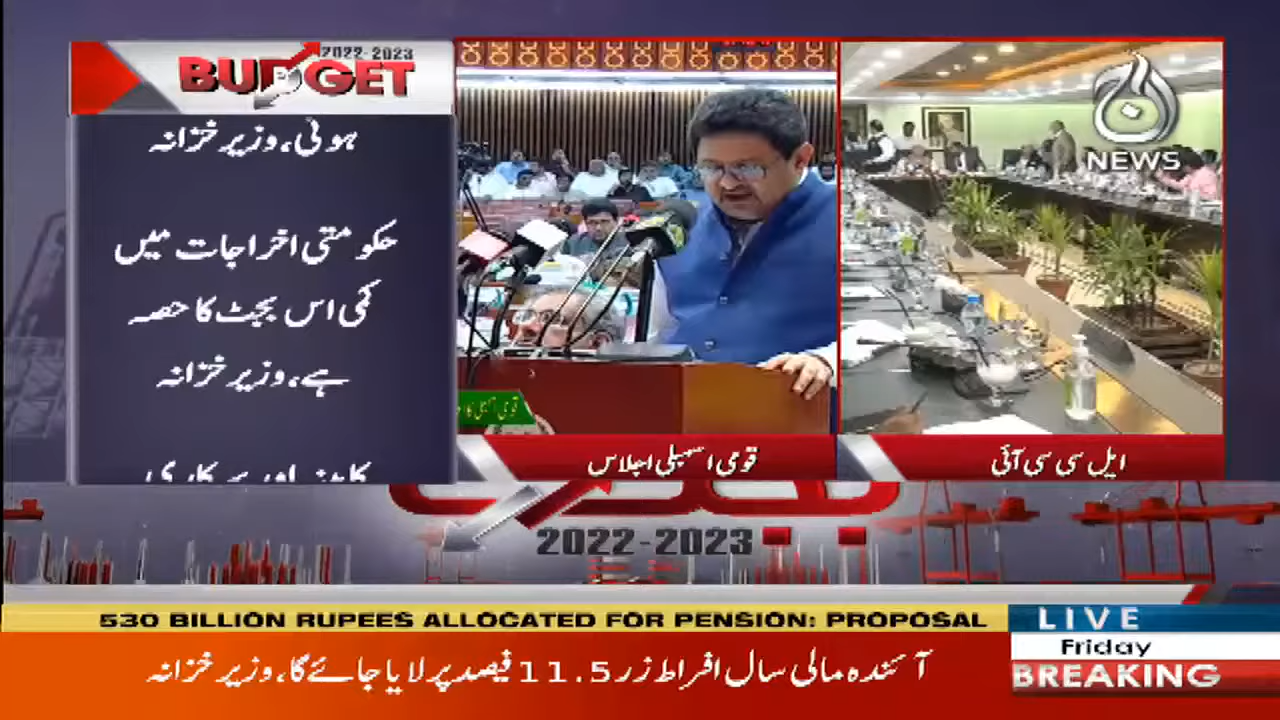 2022-2023
BUDGET
ہوئی، وزیر خزانہ
حکومتی اخراجات میں
کمی اس بجٹ کا حصہ
ہے، وزیر خزانہ
آج
NEWS
قومی اسمبلی اجلاس
ایل سی سی آئی
2022-2023
530 BILLION RUPEES ALLOCATED FOR PENSION: PROPOSAL
LIVE
Friday
BREAKING
آئندہ مالی سال افراط زر 11.5 فیصد پر لایا جائے گا، وزیر خزانہ